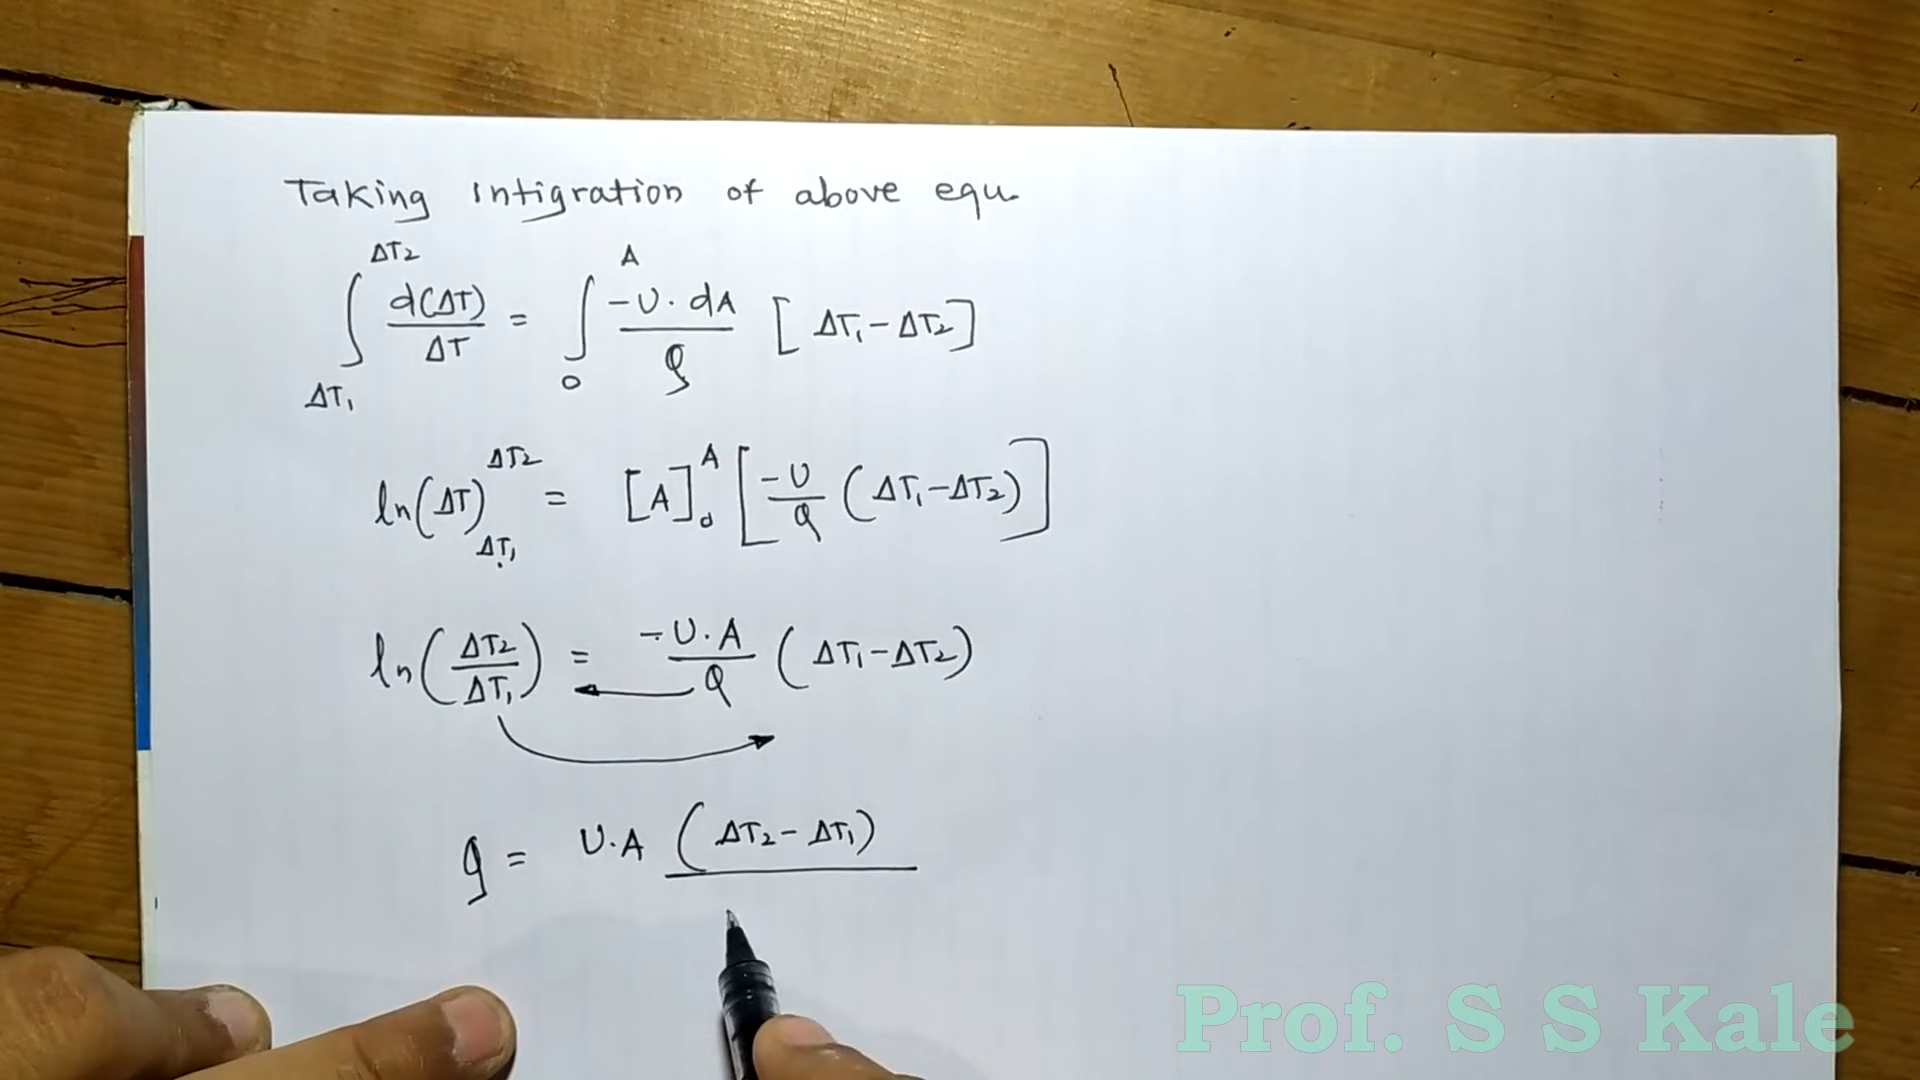 Taking Intigration of above equ.
∫_{ΔT1}^{ΔT2} d(ΔT)/ΔT = ∫_{0}^{A} -U·dA/Q [ΔT1-ΔT2]
ln(ΔT)_{ΔT1}^{ΔT2} = [A]_{0}^{A} [-U/Q (ΔT1-ΔT2)]
ln(ΔT2/ΔT1) = -U·A/Q (ΔT1-ΔT2)
Q = U·A (ΔT2-ΔT1)
Prof. S S Kale